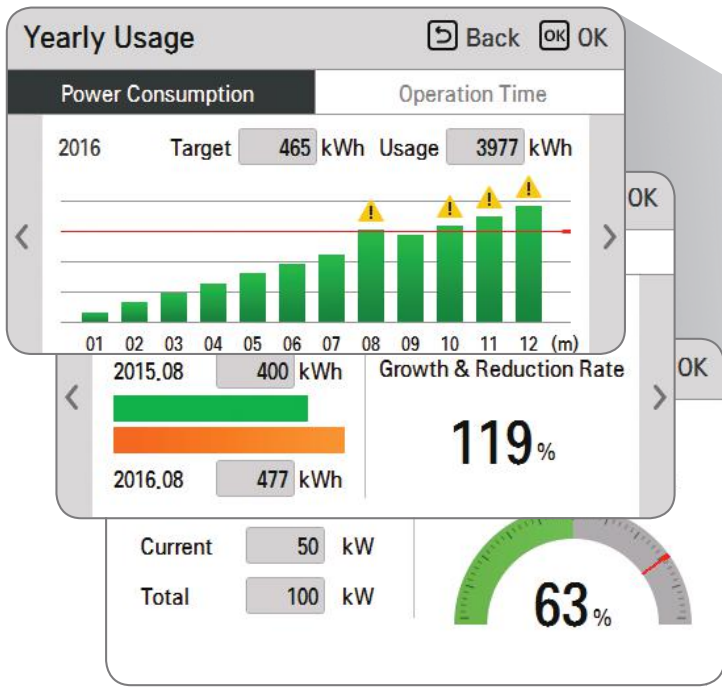 Yearly Usage Back OK OK
Power Consumption Operation Time
2016 Target 465 kWh Usage 3977 kWh
! ! ! !
01 02 03 04 05 06 07 08 09 10 11 12 (m)
OK
2015.08 400 kWh
2016.08 477 kWh
Growth & Reduction Rate
119%
OK
Current 50 kW
Total 100 kW
63%